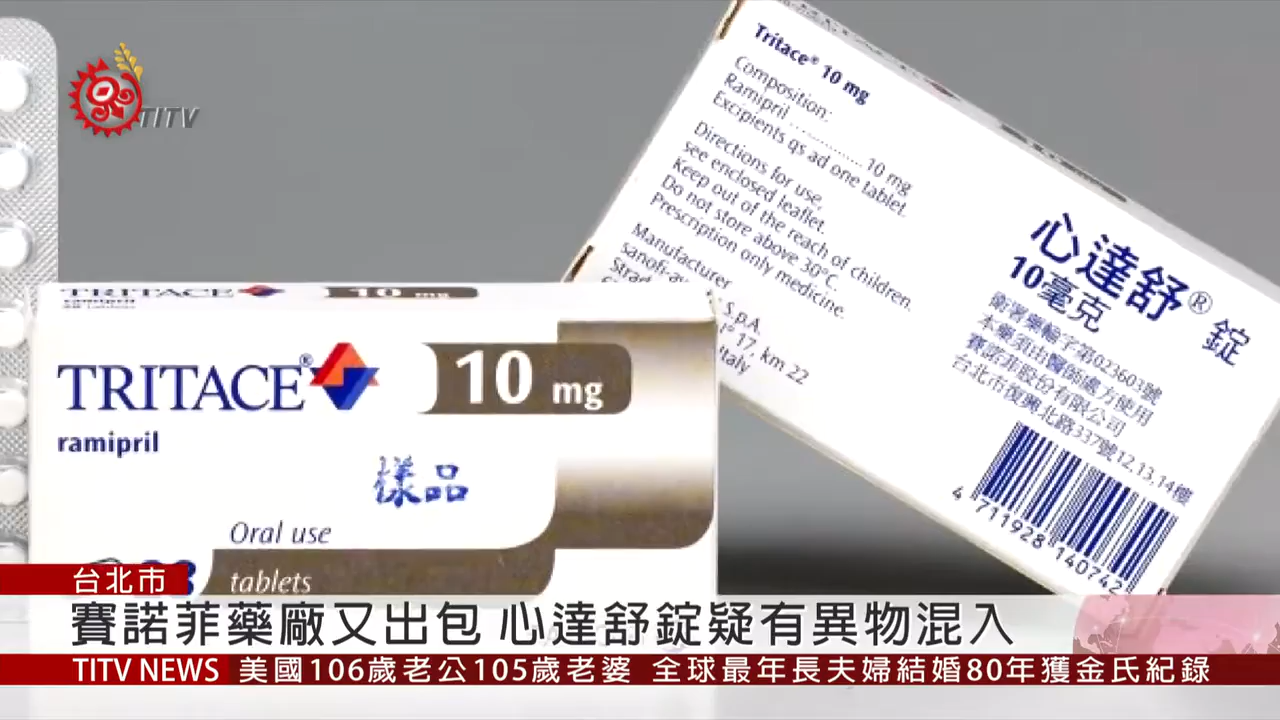 TITV
Tritace® 10 mg
Composition:
Ramipril .................. 10 mg
Excipients qs ad one tablet.
Directions for use,
see enclosed leaflet.
Keep out of the reach of children.
Do not store above 30°C.
Prescription only medicine.
Manufacturer
S.p.A.
17, km 22
Italy
心達舒® 錠
10毫克
衛署藥輸字第023603號
本藥須由醫師處方使用
賽諾菲股份有限公司
台北市復興北路337號12,13,14樓
4 711928 140742
TRITACE 10 mg
ramipril
TRITACE® 10 mg
ramipril
樣品
Oral use
tablets
台北市
賽諾菲藥廠又出包 心達舒錠疑有異物混入
TITV NEWS 美國106歲老公105歲老婆 全球最年長夫婦結婚80年獲金氏紀錄